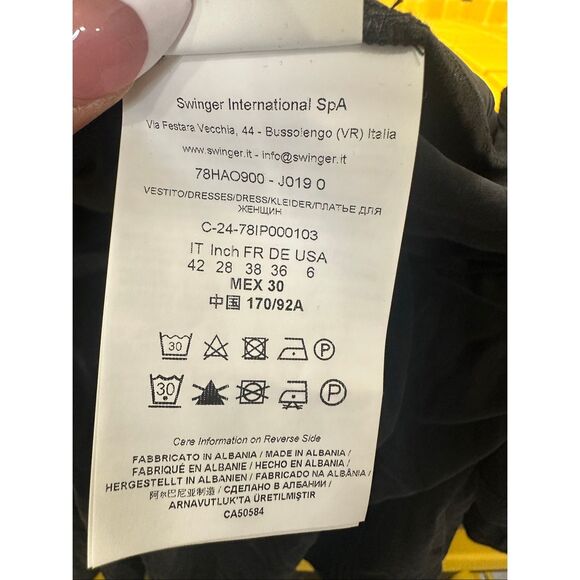 Swinger International SpA
Via Festara Vecchia, 44 - Bussolengo (VR) Italia
www.swinger.it - info@swinger.it
78HAO900 - J019 0
VESTITO/DRESSES/DRESS/KLEIDER/ПЛАТЬЕ ДЛЯ
ЖЕНЩИН
C-24-78IP000103
IT Inch FR DE USA
42 28 38 36 6
MEX 30
中国 170/92A
30 P
30 P
Care Information on Reverse Side
FABBRICATO IN ALBANIA / MADE IN ALBANIA /
FABRIQUÉ EN ALBANIE / HECHO EN ALBANIA /
HERGESTELLT IN ALBANIEN / FABRICADO NA ALBÂNIA /
阿尔巴尼亚制造 / СДЕЛАНО В АЛБАНИИ /
ARNAVUTLUK'TA ÜRETILMIŞTIR
CA50584